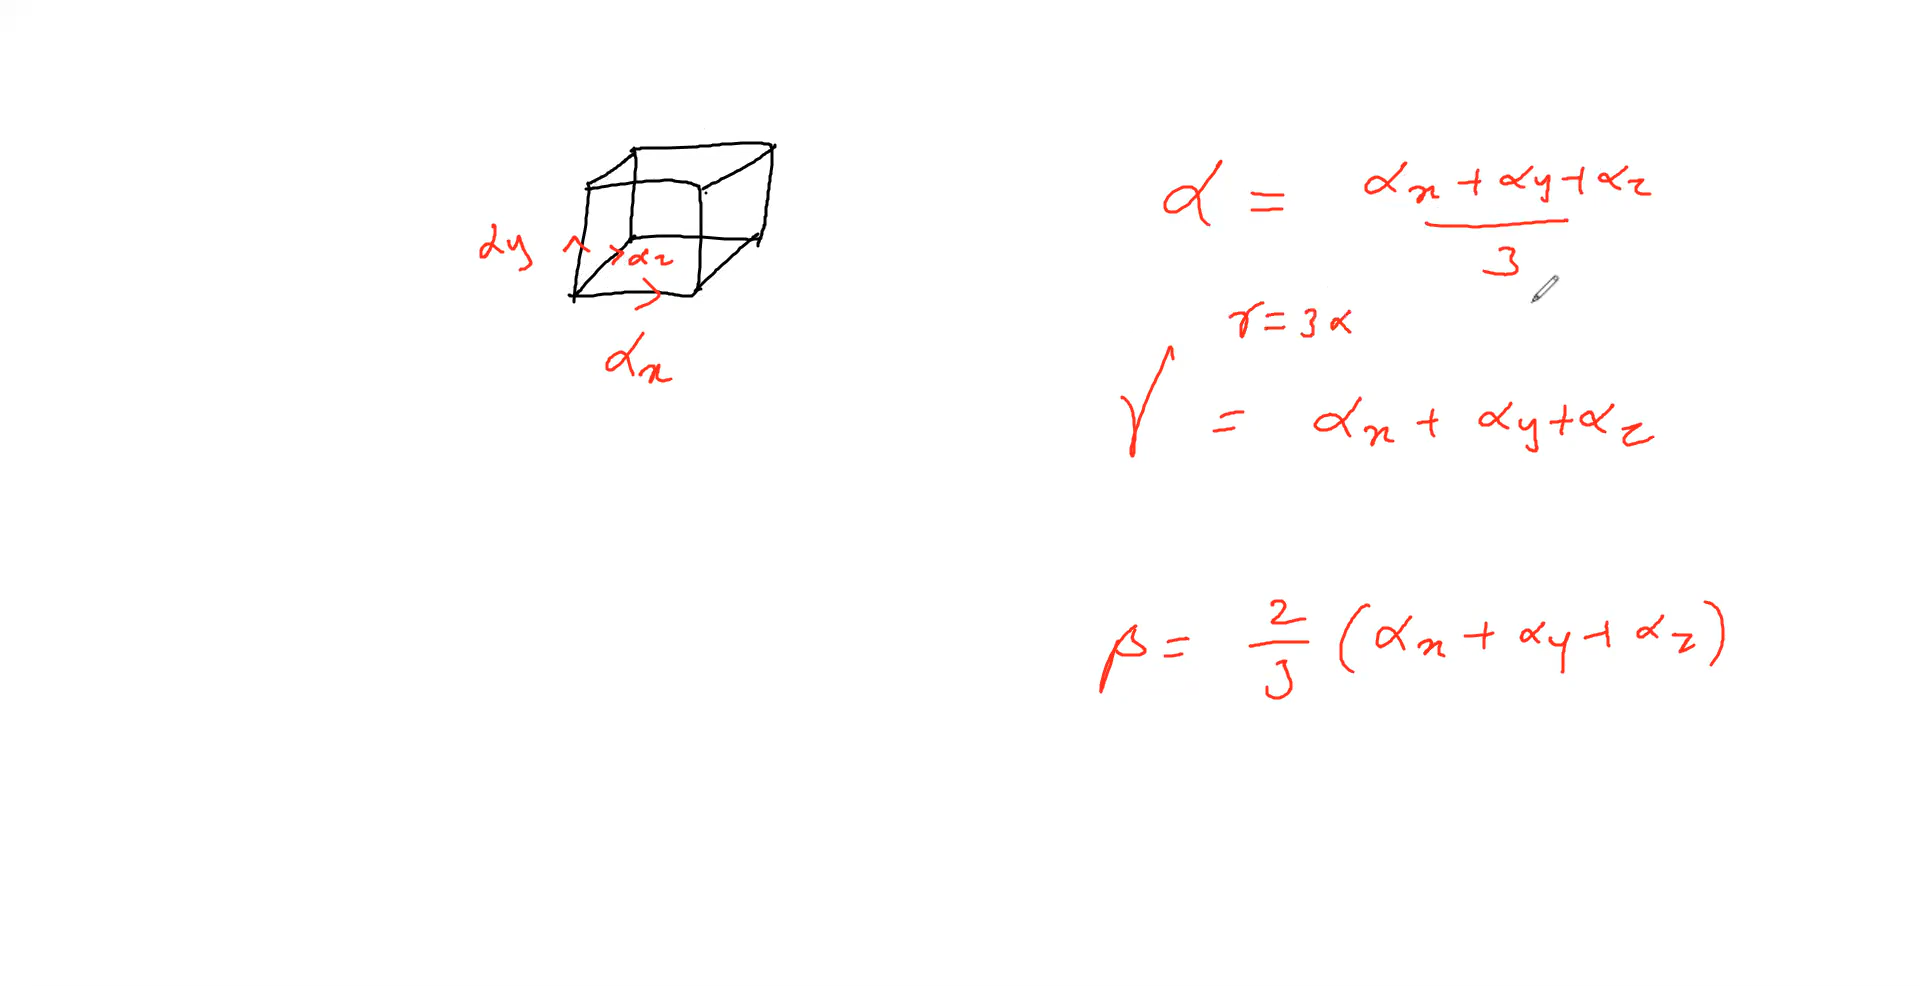 αy
αz
αx
α = αx + αy + αz / 3
γ = 3α
γ = αx + αy + αz
β = 2/3 (αx + αy + αz)